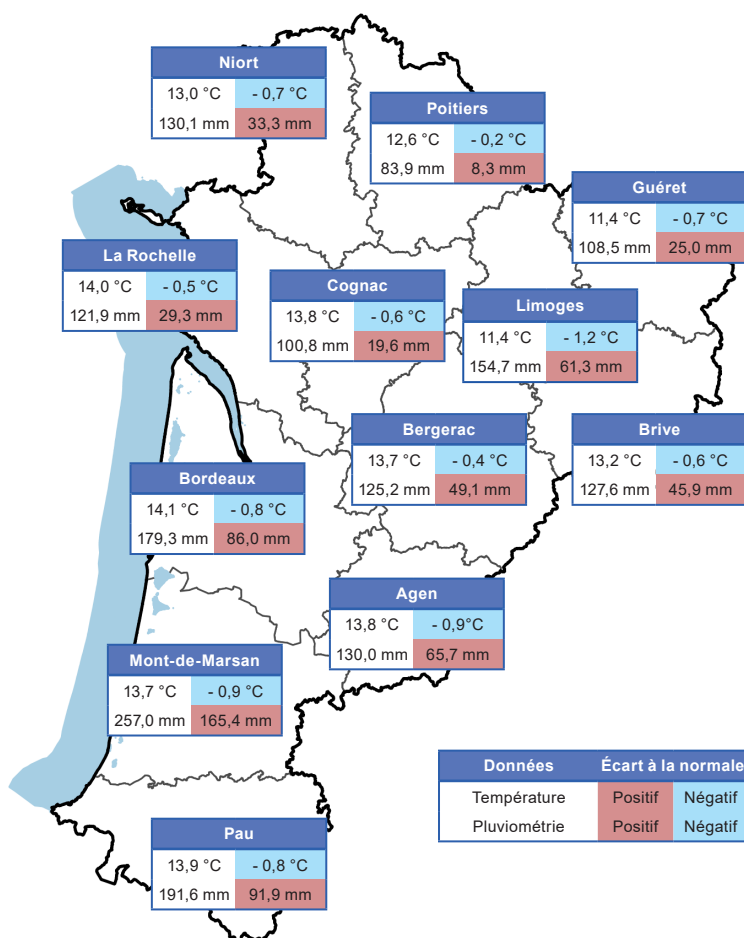 Niort
13,0 °C - 0,7 °C
130,1 mm 33,3 mm
Poitiers
12,6 °C - 0,2 °C
83,9 mm 8,3 mm
Guéret
11,4 °C - 0,7 °C
108,5 mm 25,0 mm
La Rochelle
14,0 °C - 0,5 °C
121,9 mm 29,3 mm
Cognac
13,8 °C - 0,6 °C
100,8 mm 19,6 mm
Limoges
11,4 °C - 1,2 °C
154,7 mm 61,3 mm
Bergerac
13,7 °C - 0,4 °C
125,2 mm 49,1 mm
Brive
13,2 °C - 0,6 °C
127,6 mm 45,9 mm
Bordeaux
14,1 °C - 0,8 °C
179,3 mm 86,0 mm
Agen
13,8 °C - 0,9°C
130,0 mm 65,7 mm
Mont-de-Marsan
13,7 °C - 0,9 °C
257,0 mm 165,4 mm
Données Écart à la normale
Température Positif Négatif
Pluviométrie Positif Négatif
Pau
13,9 °C - 0,8 °C
191,6 mm 91,9 mm